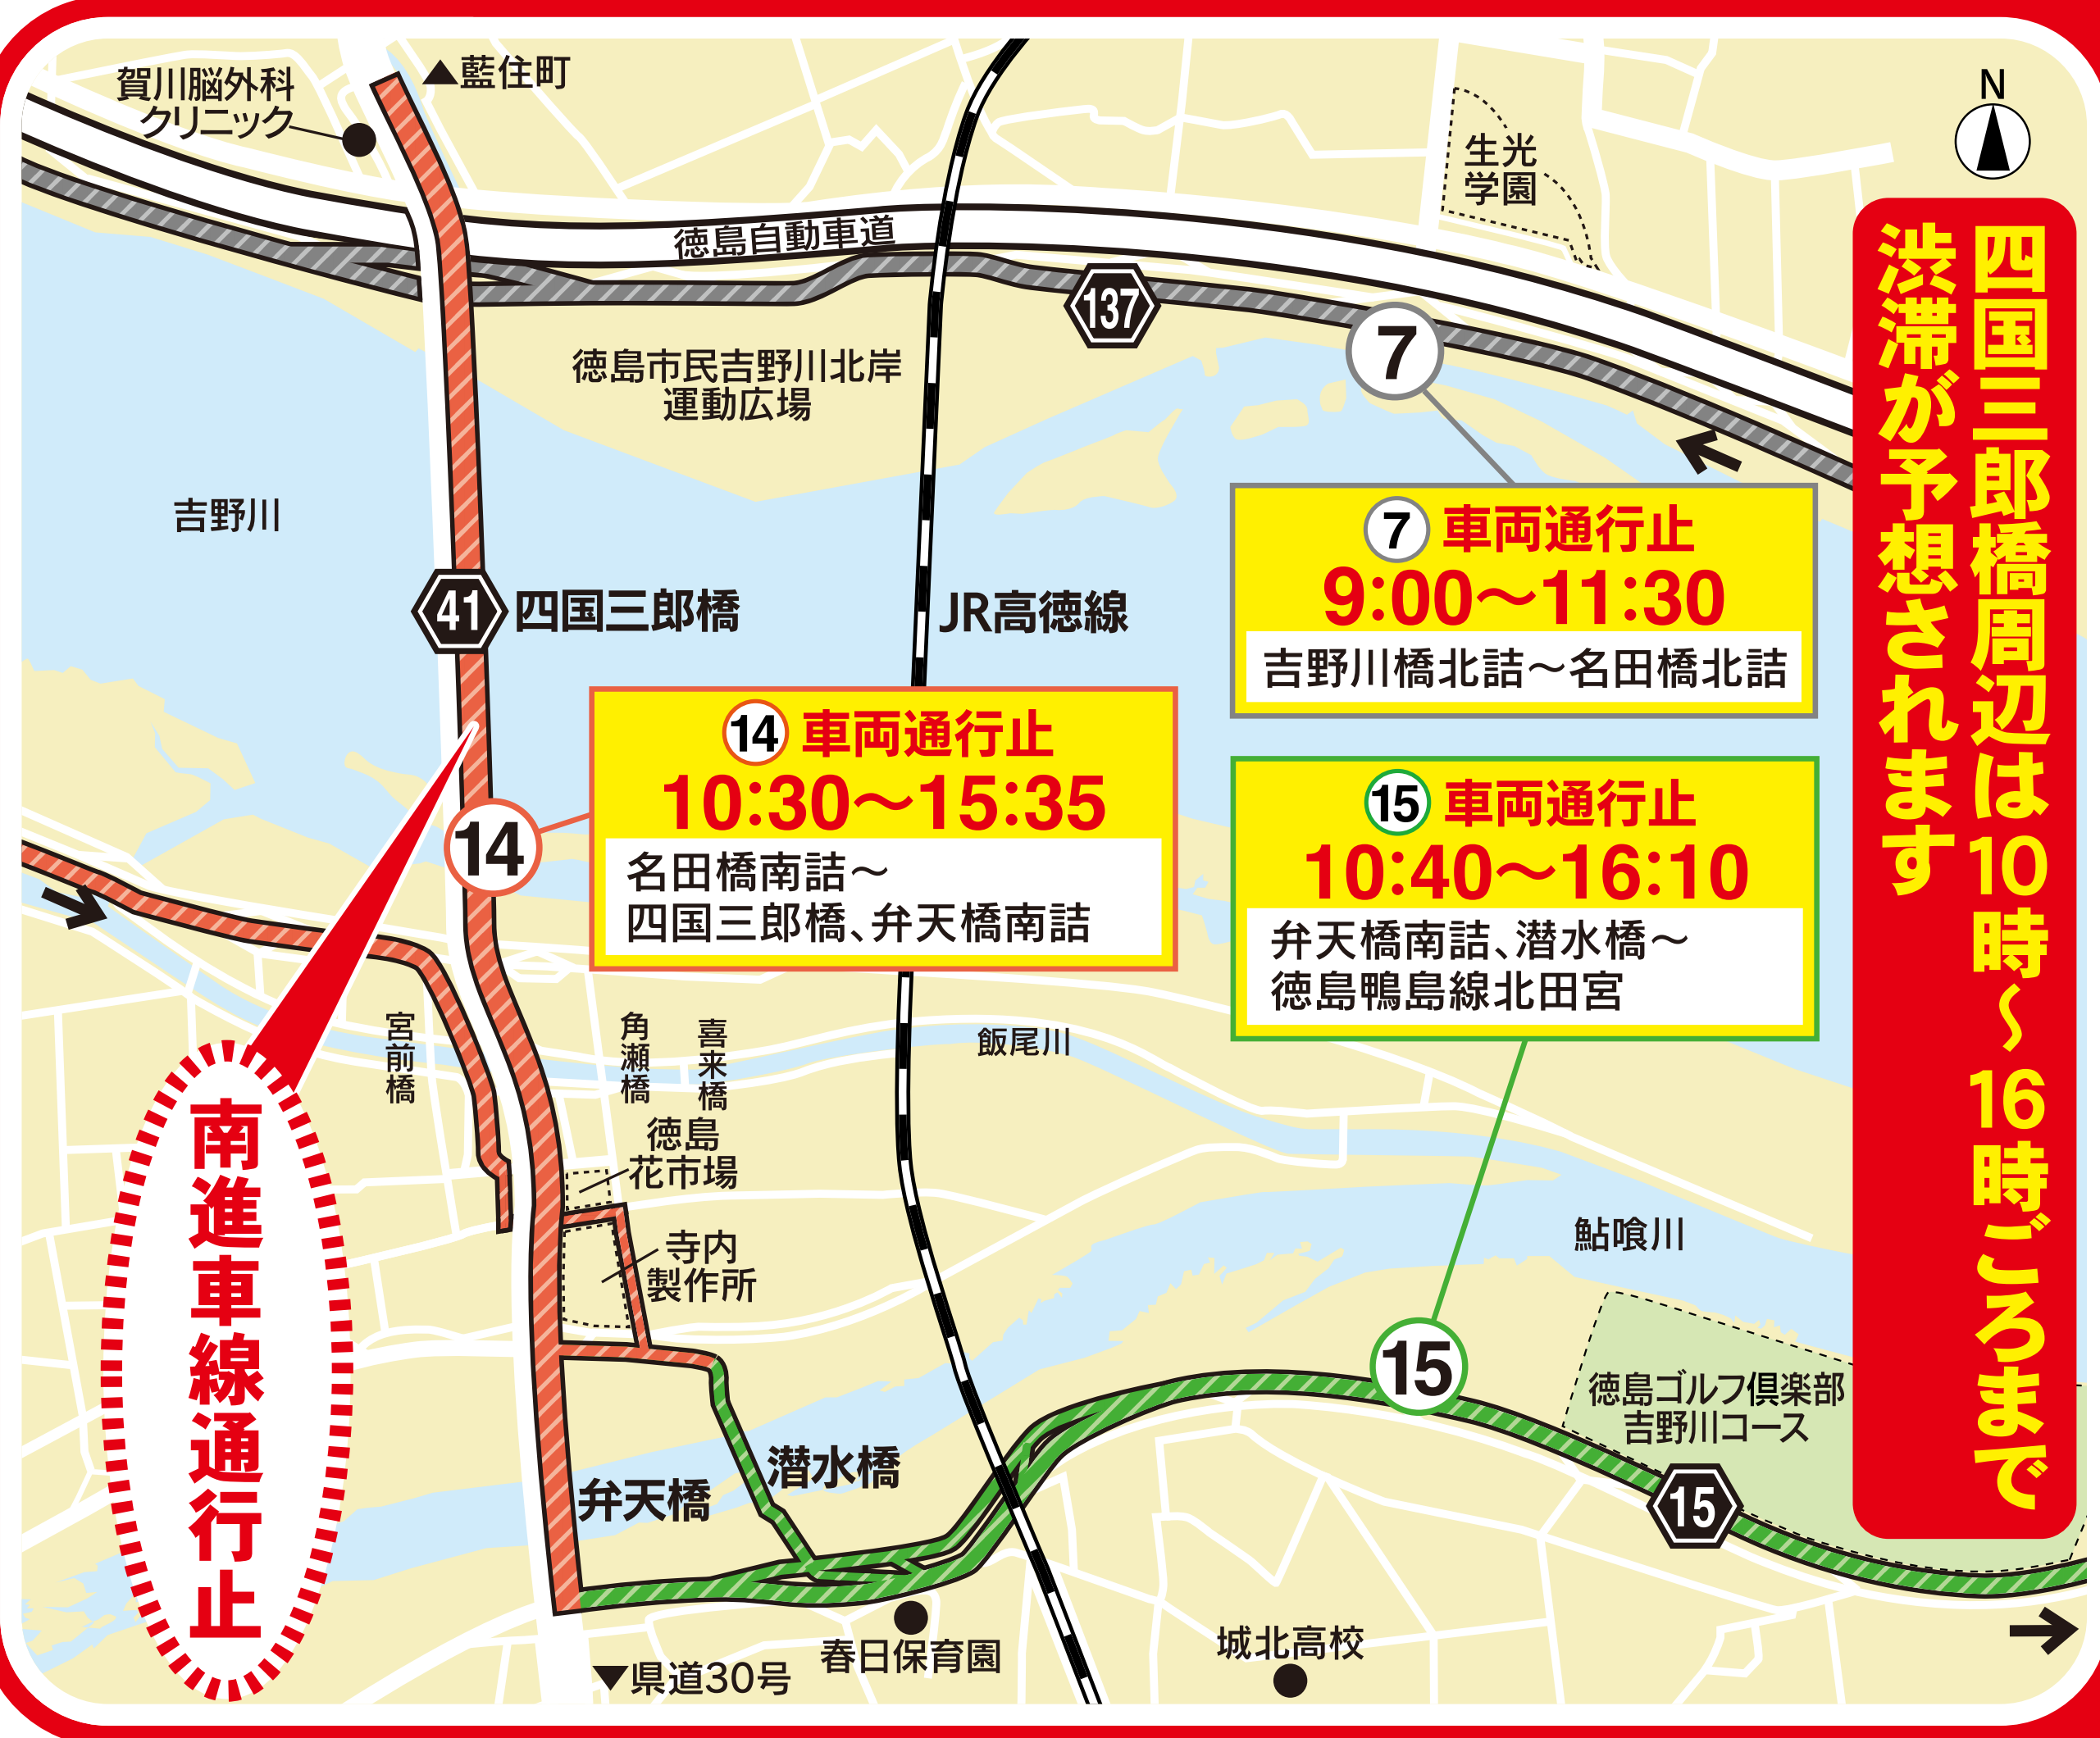 賀川脳外科
クリニック
▲藍住町
N
生光
学園
徳島自動車道
137
7
徳島市民吉野川北岸
運動広場
吉野川
41
四国三郎橋
JR高徳線
⑦ 車両通行止
9:00〜11:30
吉野川橋北詰〜名田橋北詰
⑭ 車両通行止
10:30〜15:35
名田橋南詰〜
四国三郎橋、弁天橋南詰
14
⑮ 車両通行止
10:40〜16:10
弁天橋南詰、潜水橋〜
徳島鴨島線北田宮
四国三郎橋周辺は10時〜16時ごろまで
渋滞が予想されます
宮前橋
角瀬橋
喜来橋
飯尾川
徳島
花市場
寺内
製作所
鮎喰川
南進車線通行止
15
徳島ゴルフ倶楽部
吉野川コース
15
潜水橋
弁天橋
春日保育園
城北高校
▼県道30号